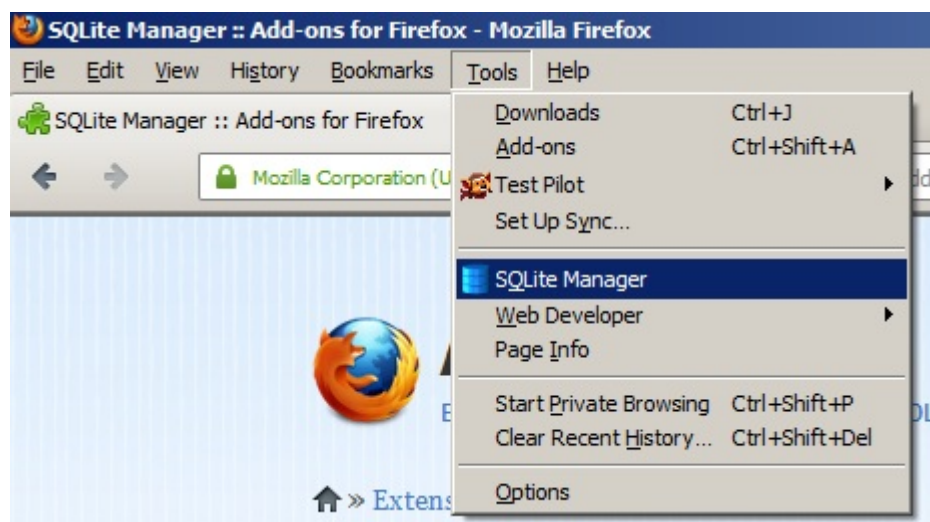 SQLite Manager :: Add-ons for Firefox - Mozilla Firefox
File Edit View History Bookmarks Tools Help
SQLite Manager :: Add-ons for Firefox
Mozilla Corporation (U
Downloads Ctrl+J
Add-ons Ctrl+Shift+A
Test Pilot
Set Up Sync...
SQLite Manager
Web Developer
Page Info
Start Private Browsing Ctrl+Shift+P
Clear Recent History... Ctrl+Shift+Del
Options
» Extens